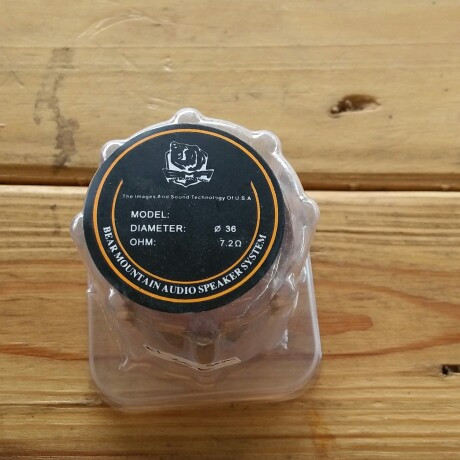 The Images And Sound Technology Of U.S.A
MODEL:
DIAMETER: Ø 36
OHM: 7.2Ω
BEAR MOUNTAIN AUDIO SPEAKER SYSTEM